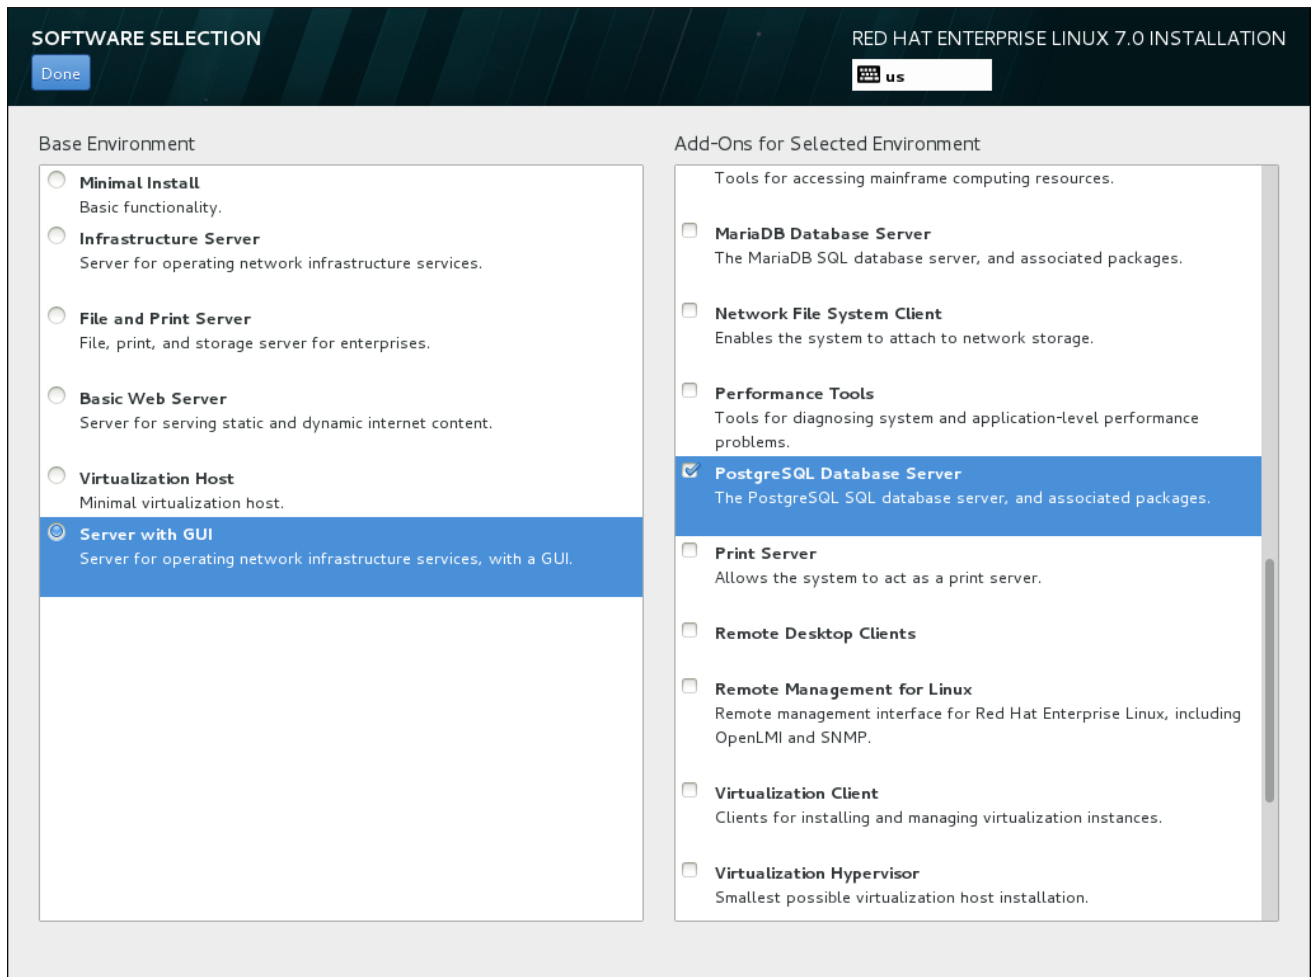 SOFTWARE SELECTION
RED HAT ENTERPRISE LINUX 7.0 INSTALLATION
Done
us
Base Environment
Minimal Install
Basic functionality.
Infrastructure Server
Server for operating network infrastructure services.
File and Print Server
File, print, and storage server for enterprises.
Basic Web Server
Server for serving static and dynamic internet content.
Virtualization Host
Minimal virtualization host.
Server with GUI
Server for operating network infrastructure services, with a GUI.
Add-Ons for Selected Environment
Tools for accessing mainframe computing resources.
MariaDB Database Server
The MariaDB SQL database server, and associated packages.
Network File System Client
Enables the system to attach to network storage.
Performance Tools
Tools for diagnosing system and application-level performance
problems.
PostgreSQL Database Server
The PostgreSQL SQL database server, and associated packages.
Print Server
Allows the system to act as a print server.
Remote Desktop Clients
Remote Management for Linux
Remote management interface for Red Hat Enterprise Linux, including
OpenLMI and SNMP.
Virtualization Client
Clients for installing and managing virtualization instances.
Virtualization Hypervisor
Smallest possible virtualization host installation.